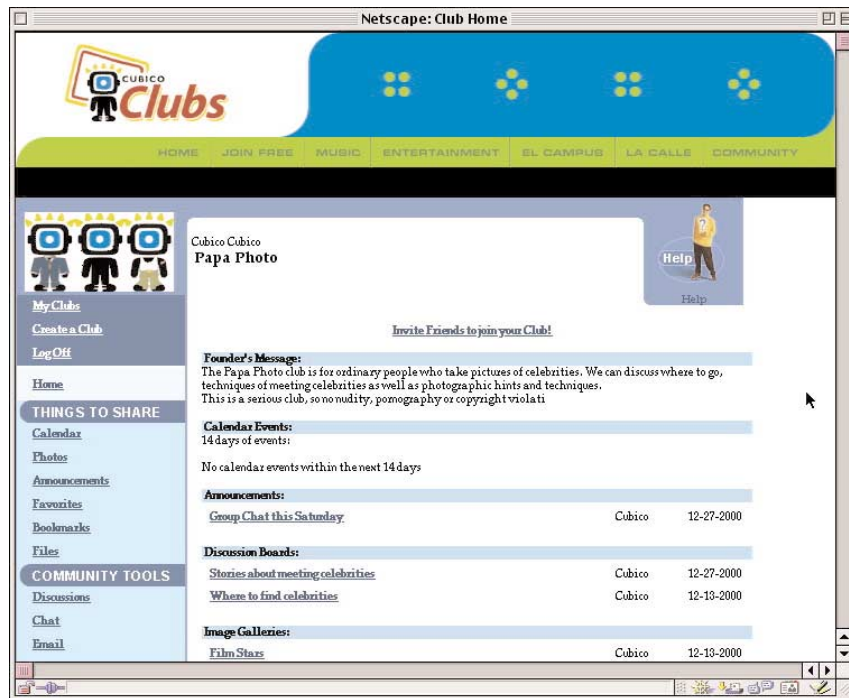 Netscape: Club Home
CUBICO
Clubs
HOME JOIN FREE MUSIC ENTERTAINMENT EL CAMPUS LA CALLE COMMUNITY
Cubico Cubico
Papa Photo
?
Help
Help
My Clubs
Create a Club
Log Off
Home
THINGS TO SHARE
Calendar
Photos
Announcements
Favorites
Bookmarks
Files
COMMUNITY TOOLS
Discussions
Chat
Email
Invite Friends to join your Club!
Founder's Message:
The Papa Photo club is for ordinary people who take pictures of celebrities. We can discuss where to go,
techniques of meeting celebrities as well as photographic hints and techniques.
This is a serious club, so no nudity, pornography or copyright violati
Calendar Events:
14 days of events:
No calendar events within the next 14 days
Announcements:
Group Chat this Saturday Cubico 12-27-2000
Discussion Boards:
Stories about meeting celebrities Cubico 12-27-2000
Where to find celebrities Cubico 12-13-2000
Image Galleries:
Film Stars Cubico 12-13-2000